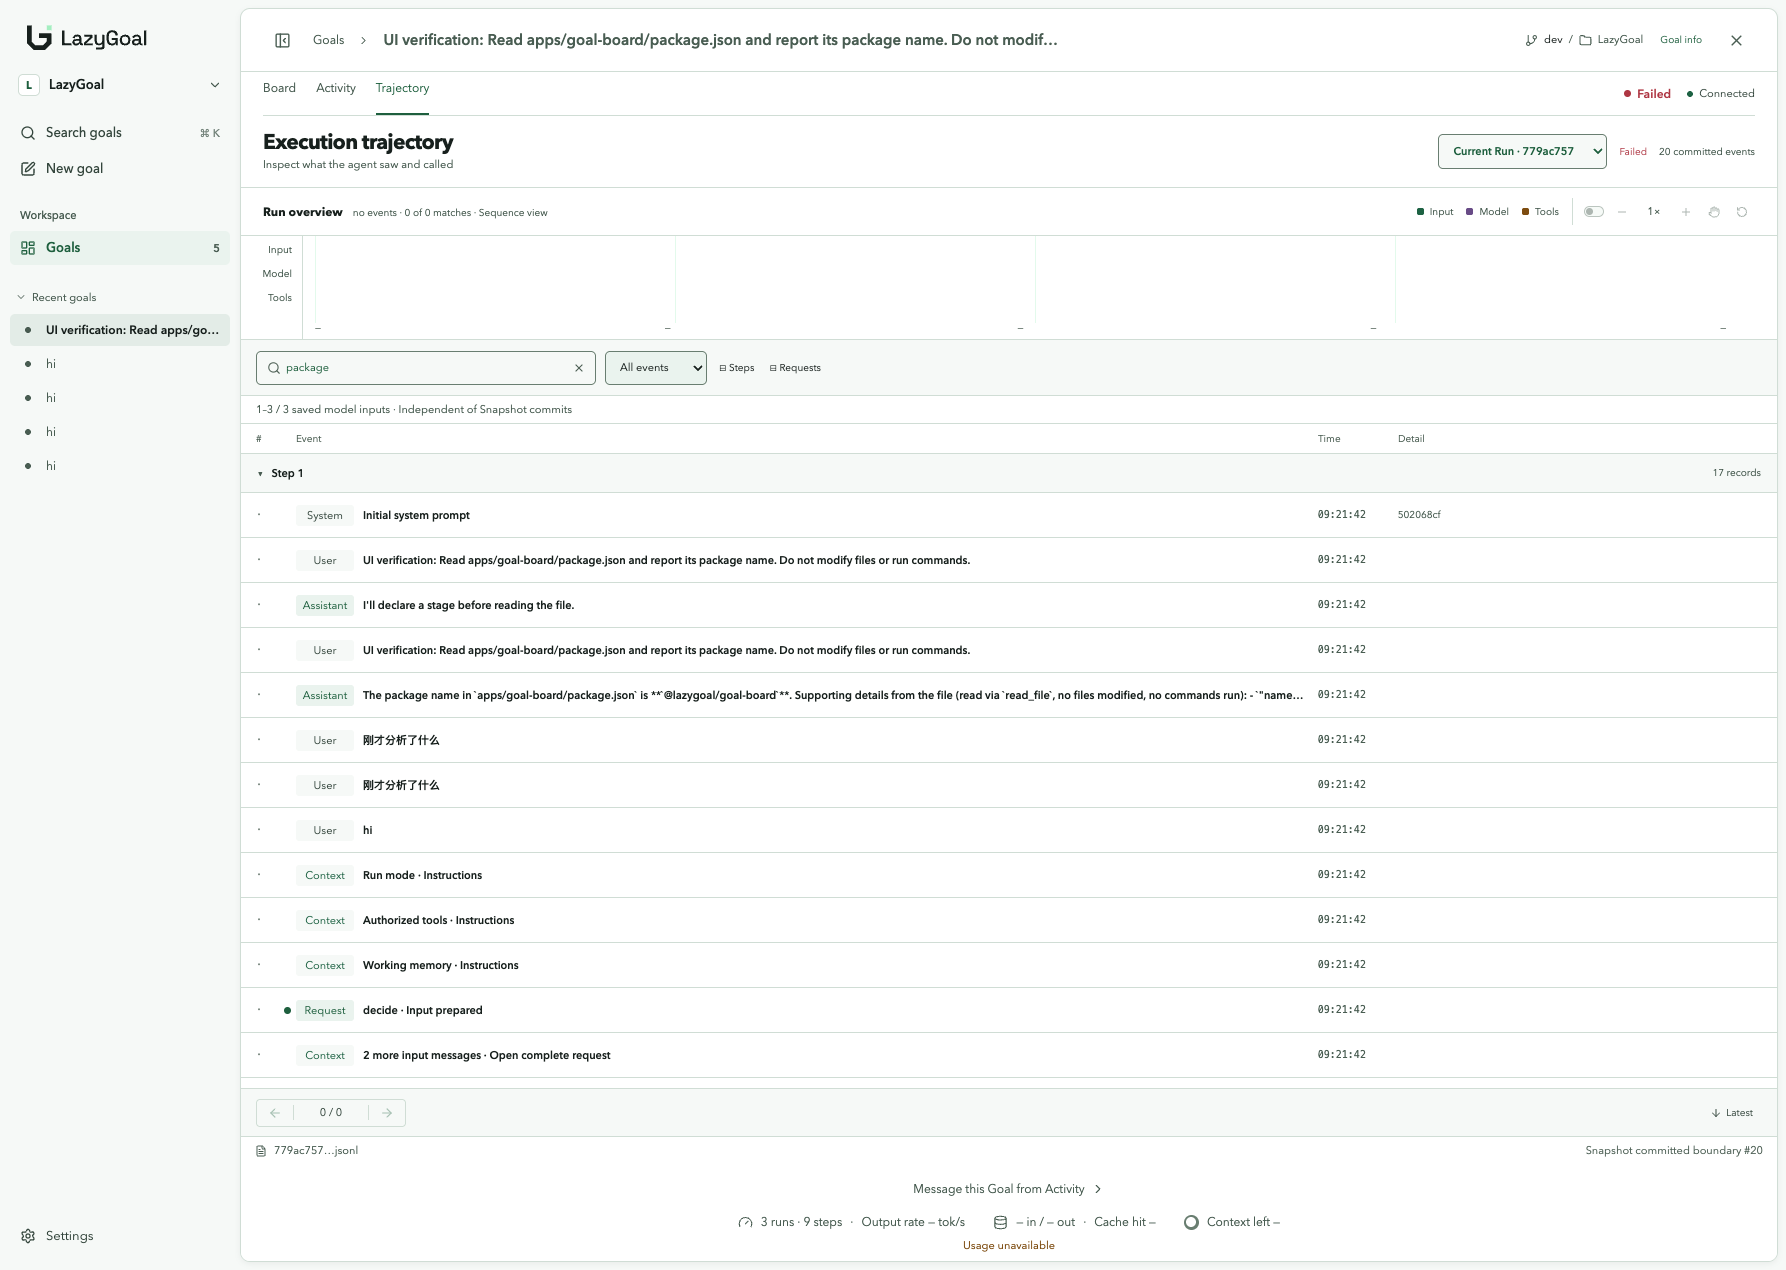 LazyGoal
L LazyGoal
Search goals ⌘ K
New goal
Workspace
Goals 5
Recent goals
UI verification: Read apps/go...
hi
hi
hi
hi
Settings
Goals > UI verification: Read apps/goal-board/package.json and report its package name. Do not modif...
dev / LazyGoal Goal info
Board Activity Trajectory
Failed Connected
Execution trajectory
Inspect what the agent saw and called
Current Run · 779ac757 Failed 20 committed events
Run overview no events · 0 of 0 matches · Sequence view
Input Model Tools − 1× +
Input
Model
Tools
– – – – –
package All events Steps Requests
1–3 / 3 saved model inputs · Independent of Snapshot commits
# Event Time Detail
Step 1 17 records
· System Initial system prompt 09:21:42 502068cf
· User UI verification: Read apps/goal-board/package.json and report its package name. Do not modify files or run commands. 09:21:42
· Assistant I'll declare a stage before reading the file. 09:21:42
· User UI verification: Read apps/goal-board/package.json and report its package name. Do not modify files or run commands. 09:21:42
· Assistant The package name in `apps/goal-board/package.json` is **`@lazygoal/goal-board`**. Supporting details from the file (read via `read_file`, no files modified, no commands run): - `"name... 09:21:42
· User 刚才分析了什么 09:21:42
· User 刚才分析了什么 09:21:42
· User hi 09:21:42
· Context Run mode · Instructions 09:21:42
· Context Authorized tools · Instructions 09:21:42
· Context Working memory · Instructions 09:21:42
· Request decide · Input prepared 09:21:42
· Context 2 more input messages · Open complete request 09:21:42
0 / 0 Latest
779ac757...jsonl Snapshot committed boundary #20
Message this Goal from Activity
3 runs · 9 steps · Output rate – tok/s – in / – out · Cache hit – Context left –
Usage unavailable